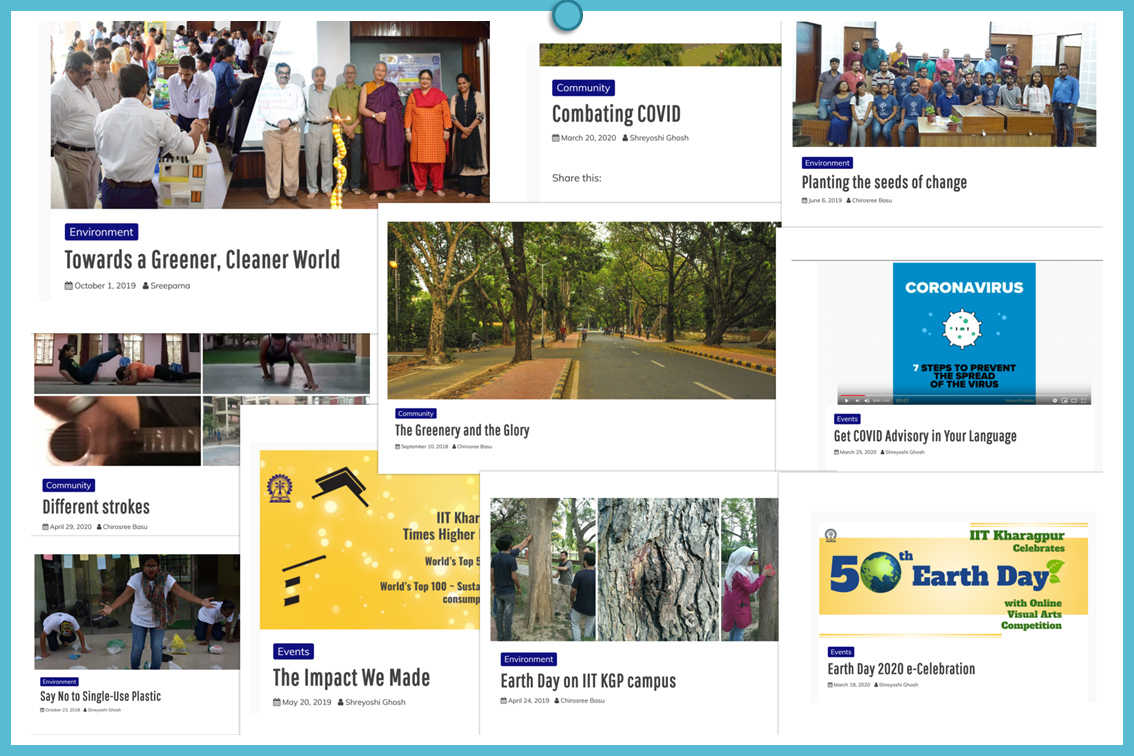 Environment
Towards a Greener, Cleaner World
October 1, 2019 Sreeparna
Community
Combating COVID
March 20, 2020 Shreyoshi Ghosh
Share this:
Environment
Planting the seeds of change
June 6, 2019 Chirosree Basu
Community
The Greenery and the Glory
September 10, 2018 Chirosree Basu
CORONAVIRUS
7 STEPS TO PREVENT
THE SPREAD
OF THE VIRUS
WHO
Events
Get COVID Advisory in Your Language
March 25, 2020 Shreyoshi Ghosh
Community
Different strokes
April 29, 2020 Chirosree Basu
Environment
Say No to Single-Use Plastic
October 23, 2018 Shreyoshi Ghosh
IIT Khar
Times Higher
World's Top 5
World's Top 100 – Susta
consump
Events
The Impact We Made
May 20, 2019 Shreyoshi Ghosh
Environment
Earth Day on IIT KGP campus
April 24, 2019 Chirosree Basu
IIT Kharagpur
Celebrates
50th Earth Day
with Online
Visual Arts
Competition
Events
Earth Day 2020 e-Celebration
March 18, 2020 Shreyoshi Ghosh